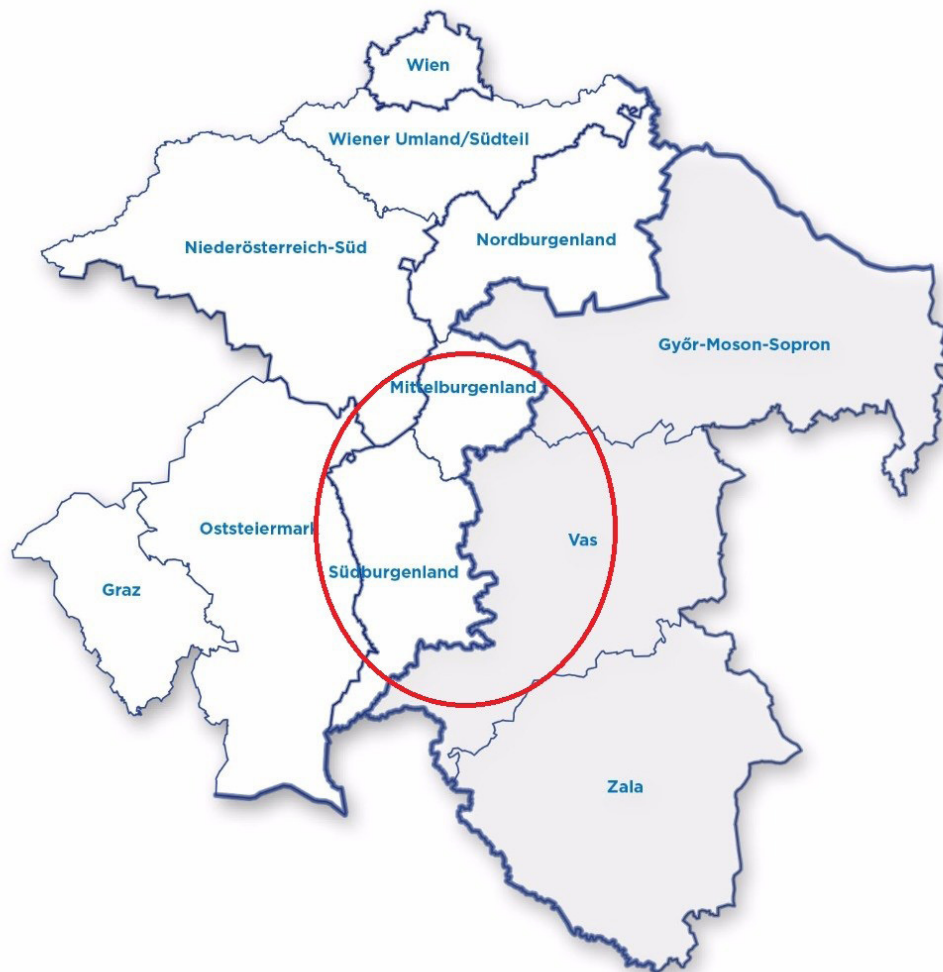 Wien
Wiener Umland/Südteil
Nordburgenland
Niederösterreich-Süd
Győr-Moson-Sopron
Mittelburgenland
Oststeiermark
Vas
Südburgenland
Graz
Zala